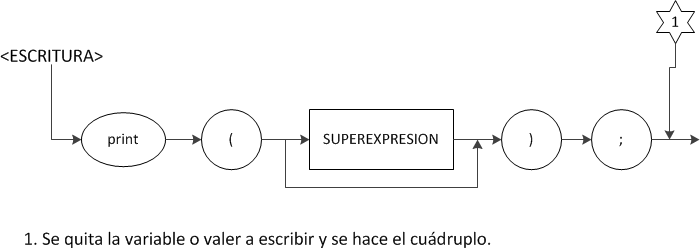 1
<ESCRITURA>
print ( SUPEREXPRESION ) ;
1. Se quita la variable o valer a escribir y se hace el cuádruplo.